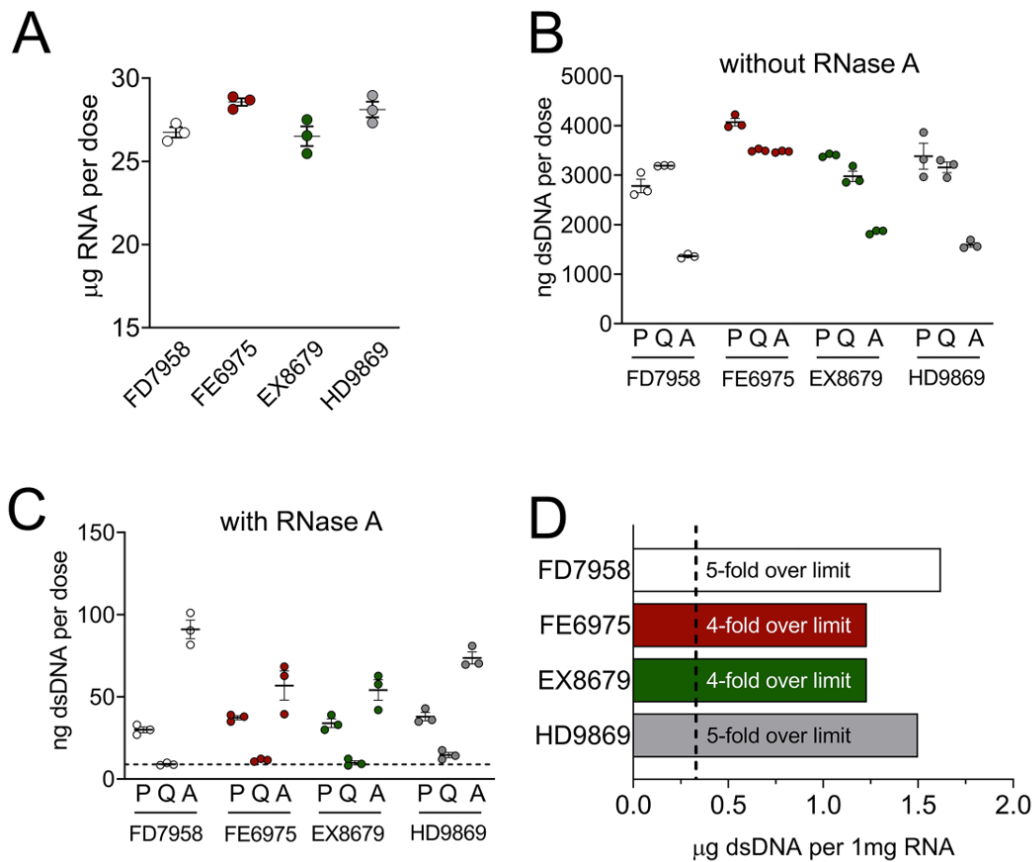 A
μg RNA per dose
30
25
20
15
FD7958
FE6975
EX8679
HD9869
B
without RNase A
ng dsDNA per dose
5000
4000
3000
2000
1000
0
P Q A P Q A P Q A P Q A
FD7958 FE6975 EX8679 HD9869
C
with RNase A
ng dsDNA per dose
150
100
50
0
P Q A P Q A P Q A P Q A
FD7958 FE6975 EX8679 HD9869
D
FD7958 5-fold over limit
FE6975 4-fold over limit
EX8679 4-fold over limit
HD9869 5-fold over limit
0.0 0.5 1.0 1.5 2.0
μg dsDNA per 1mg RNA